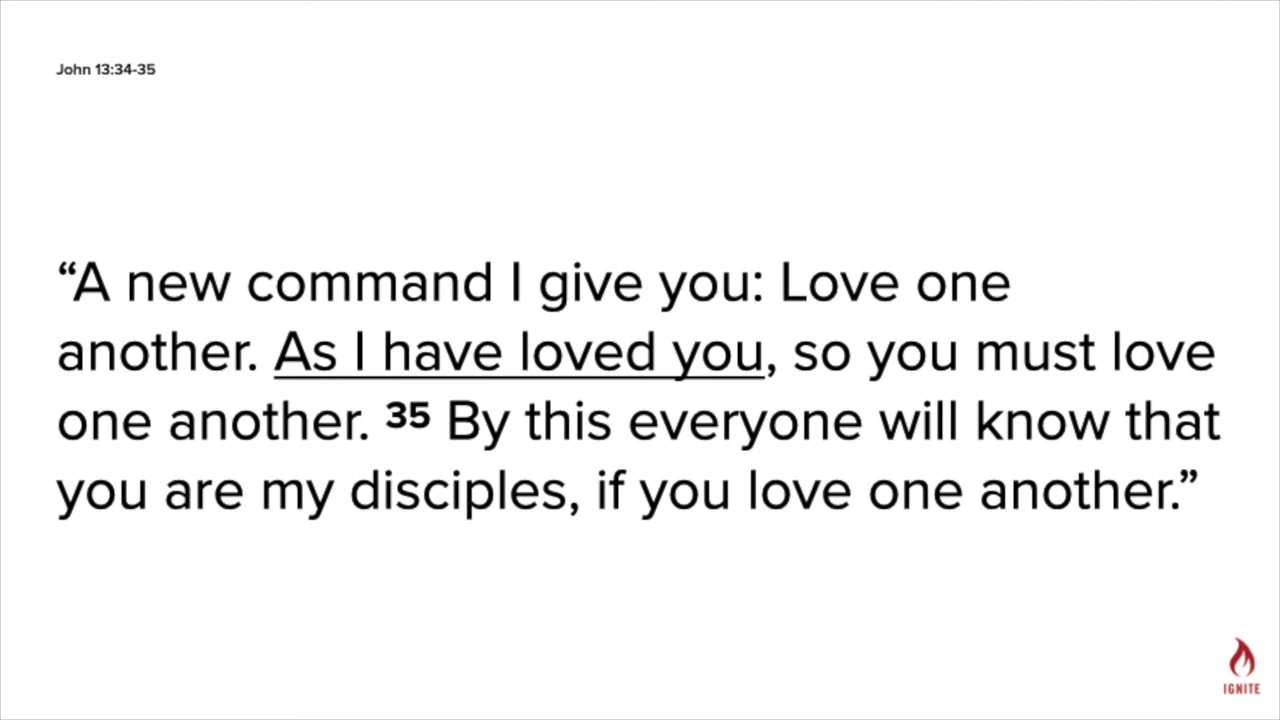 John 13:34-35
“A new command I give you: Love one
another. As I have loved you, so you must love
one another. 35 By this everyone will know that
you are my disciples, if you love one another.”
IGNITE